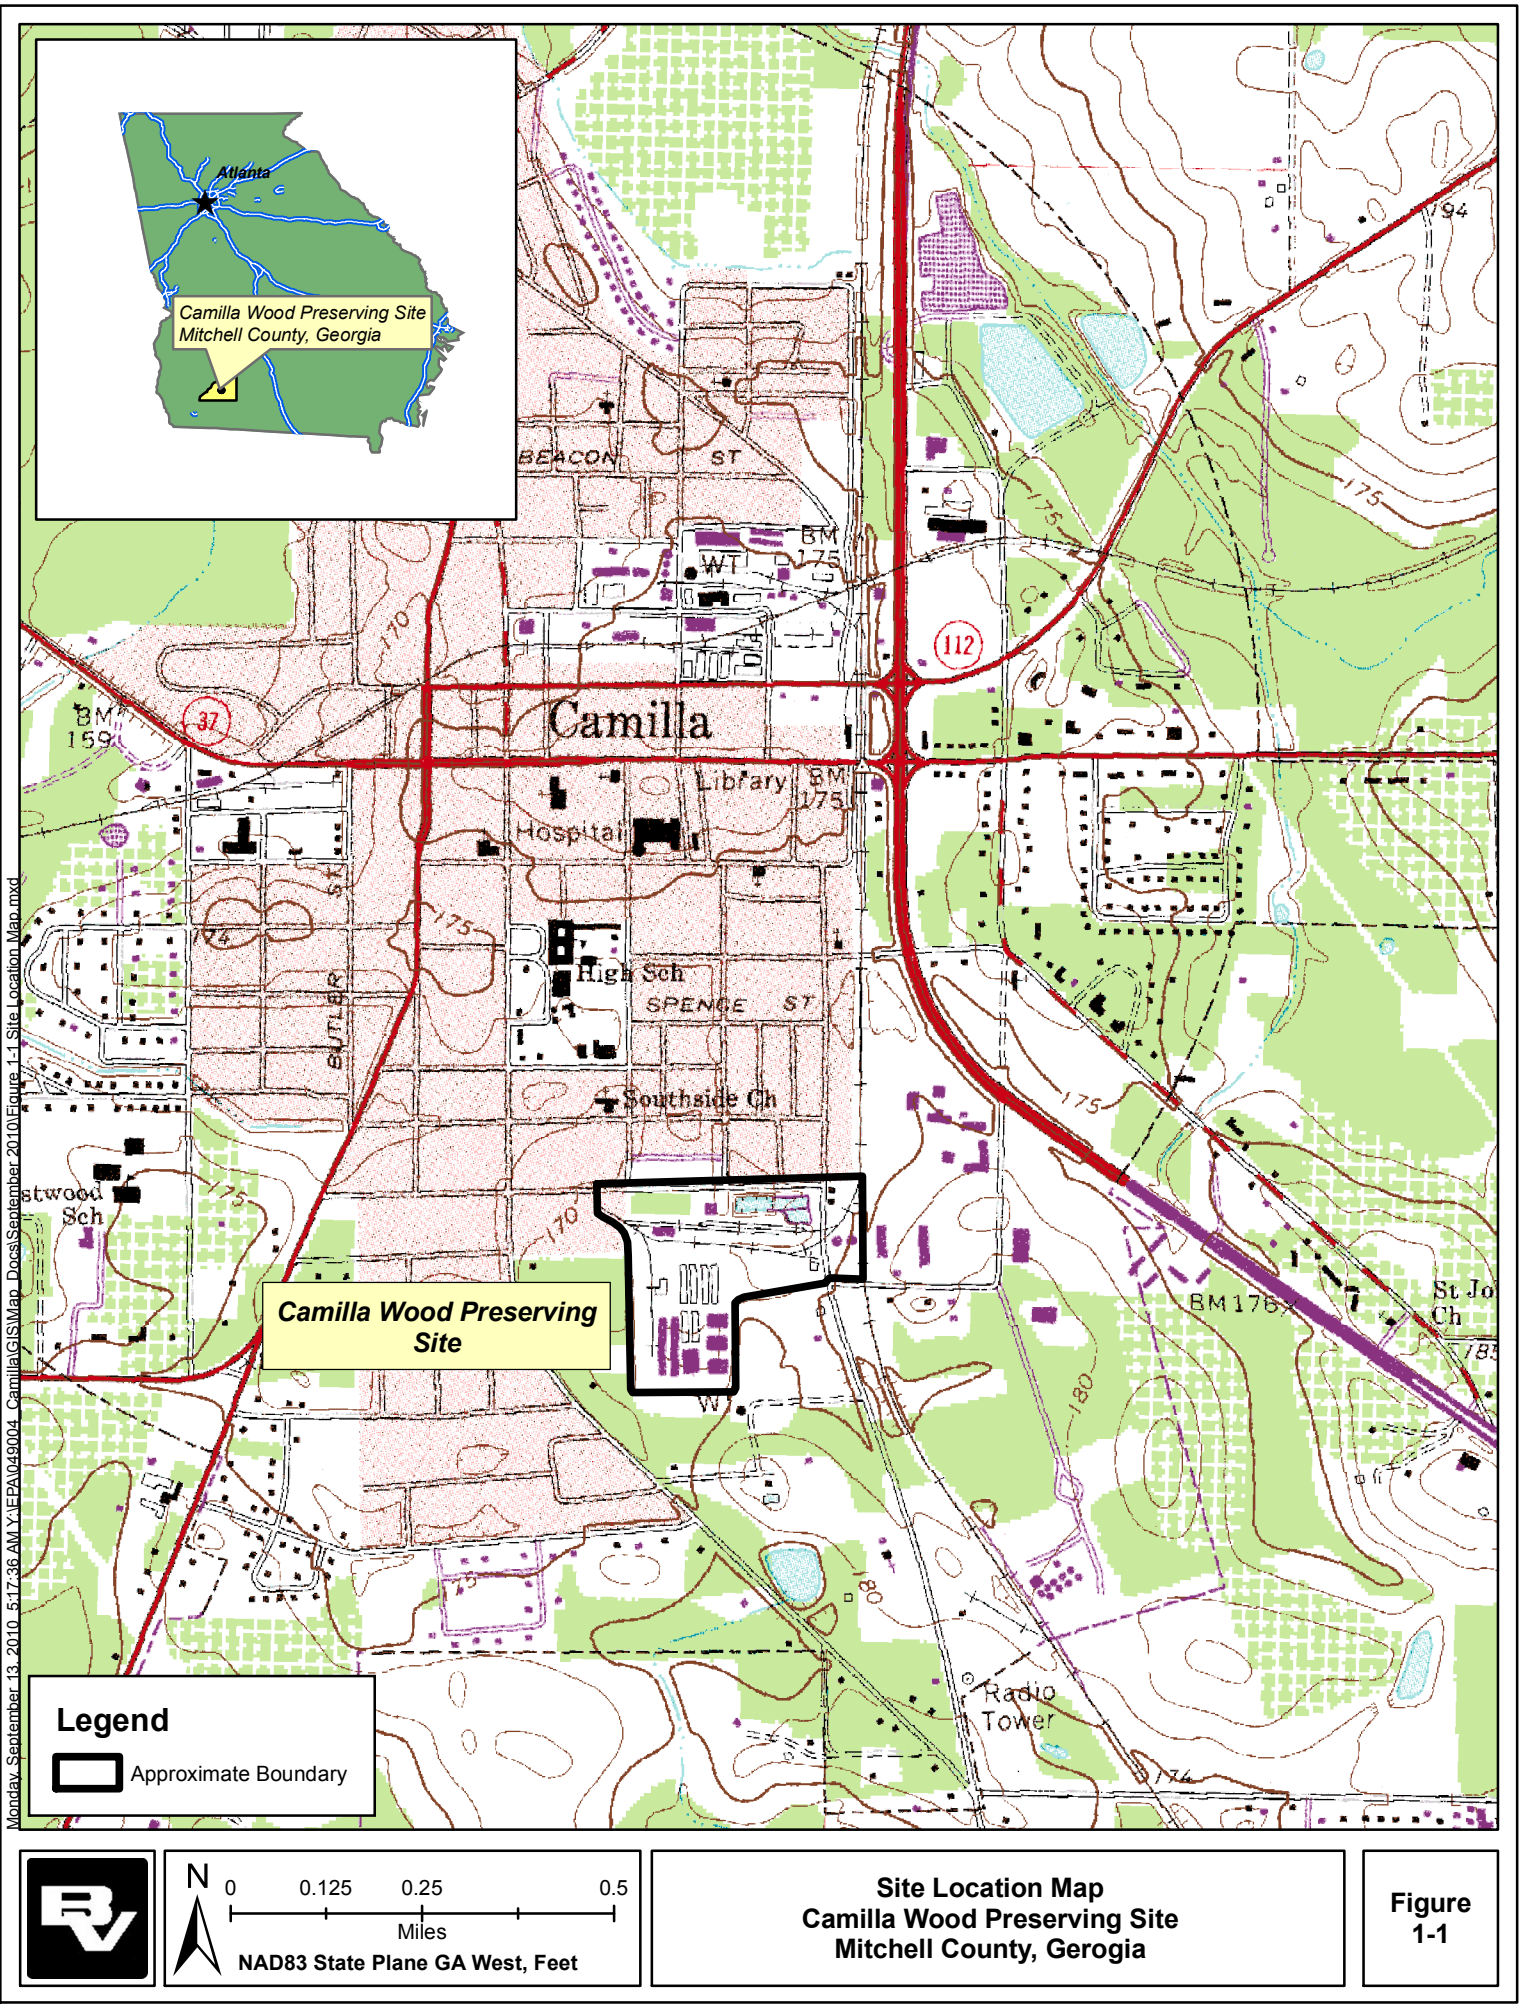 Atlanta
Camilla Wood Preserving Site
Mitchell County, Georgia
194
BEACON ST
175
175
BM
175
WT
170
112
37
BM
159
Camilla
Library
BM
175
Hospital
ST
174
175
High Sch
SPENCE ST
BUTLER
Southside Ch
175
stwood
Sch
175
170
Camilla Wood Preserving
Site
BM 176
St Jo
Ch
185
180
W
175
180
Radio
Tower
174
Monday, September 13, 2010 5:17:36 AM Y:\EPA\049004_Camilla\GIS\Map_Docs\September 2010\Figure 1-1 Site Location Map.mxd
Legend
Approximate Boundary
BV
N
0 0.125 0.25 0.5
Miles
NAD83 State Plane GA West, Feet
Site Location Map
Camilla Wood Preserving Site
Mitchell County, Gerogia
Figure
1-1